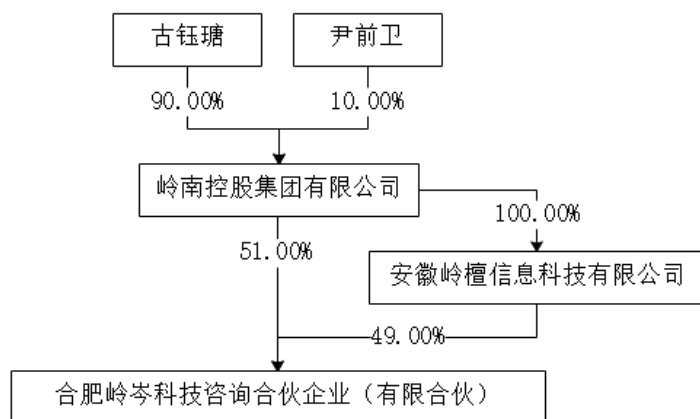 古钰瑭
尹前卫
90.00%
10.00%
岭南控股集团有限公司
100.00%
51.00%
安徽岭檀信息科技有限公司
49.00%
合肥岭岑科技咨询合伙企业（有限合伙）